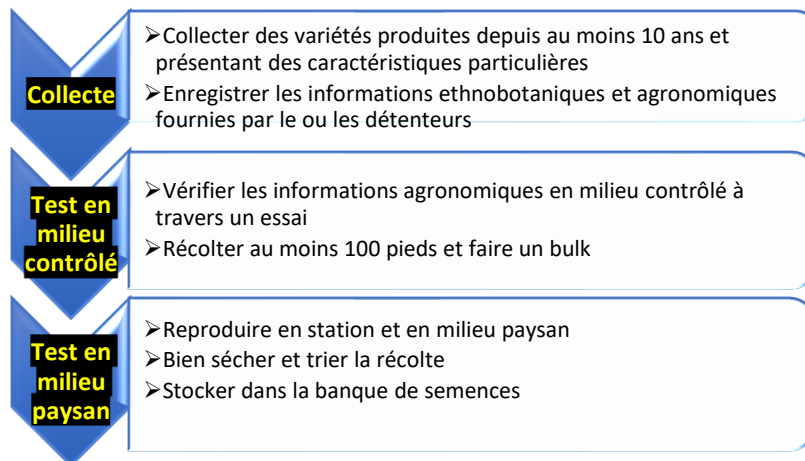 Collecte
➢Collecter des variétés produites depuis au moins 10 ans et
présentant des caractéristiques particulières
➢Enregistrer les informations ethnobotaniques et agronomiques
fournies par le ou les détenteurs
Test en
milieu
contrôlé
➢Vérifier les informations agronomiques en milieu contrôlé à
travers un essai
➢Récolter au moins 100 pieds et faire un bulk
Test en
milieu
paysan
➢Reproduire en station et en milieu paysan
➢Bien sécher et trier la récolte
➢Stocker dans la banque de semences